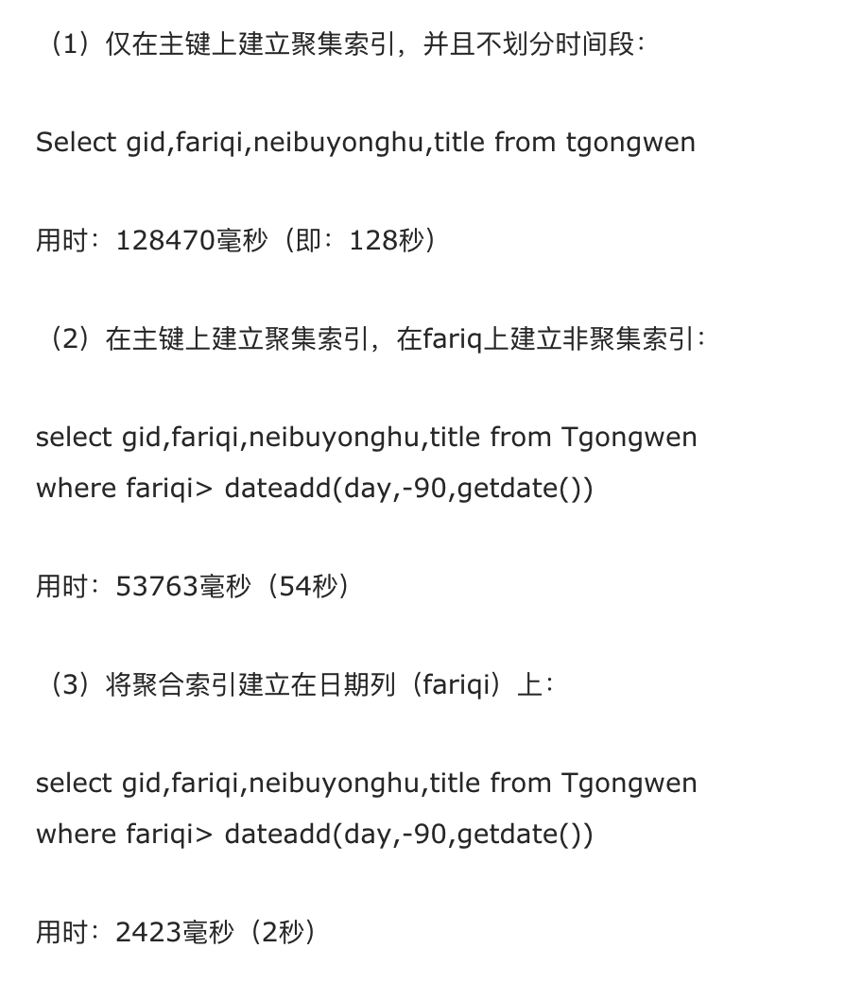 （1）仅在主键上建立聚集索引，并且不划分时间段：
Select gid,fariqi,neibuyonghu,title from tgongwen
用时：128470毫秒（即：128秒）
（2）在主键上建立聚集索引，在fariq上建立非聚集索引：
select gid,fariqi,neibuyonghu,title from Tgongwen
where fariqi> dateadd(day,-90,getdate())
用时：53763毫秒（54秒）
（3）将聚合索引建立在日期列（fariqi）上：
select gid,fariqi,neibuyonghu,title from Tgongwen
where fariqi> dateadd(day,-90,getdate())
用时：2423毫秒（2秒）